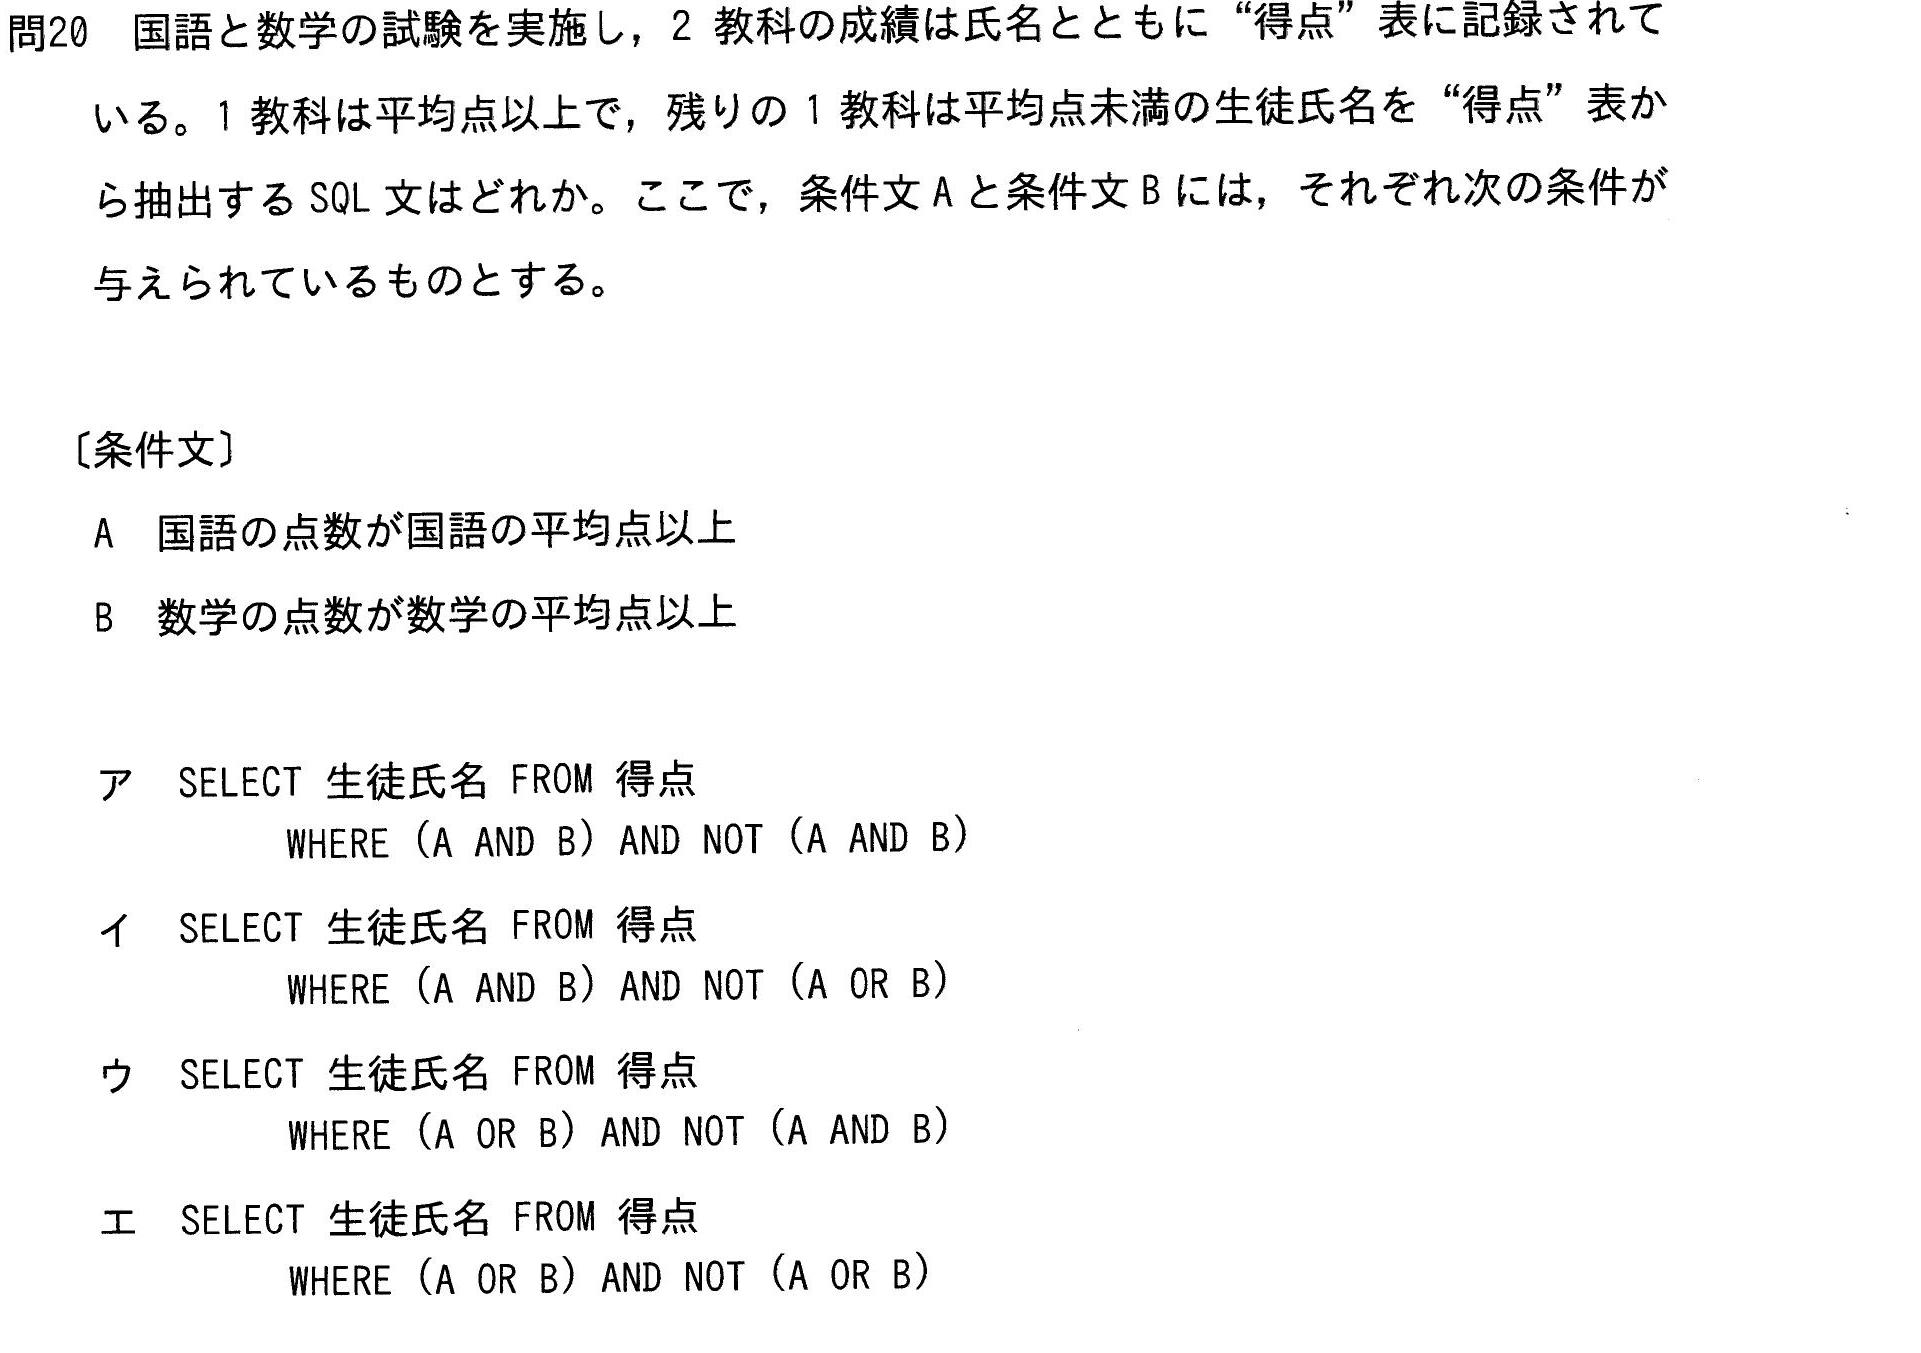 問20　国語と数学の試験を実施し，2 教科の成績は氏名とともに“得点”表に記録されて
いる。1 教科は平均点以上で，残りの 1 教科は平均点未満の生徒氏名を“得点”表か
ら抽出する SQL 文はどれか。ここで，条件文 A と条件文 B には，それぞれ次の条件が
与えられているものとする。
〔条件文〕
A　国語の点数が国語の平均点以上
B　数学の点数が数学の平均点以上
ア　SELECT 生徒氏名 FROM 得点
WHERE (A AND B) AND NOT (A AND B)
イ　SELECT 生徒氏名 FROM 得点
WHERE (A AND B) AND NOT (A OR B)
ウ　SELECT 生徒氏名 FROM 得点
WHERE (A OR B) AND NOT (A AND B)
エ　SELECT 生徒氏名 FROM 得点
WHERE (A OR B) AND NOT (A OR B)